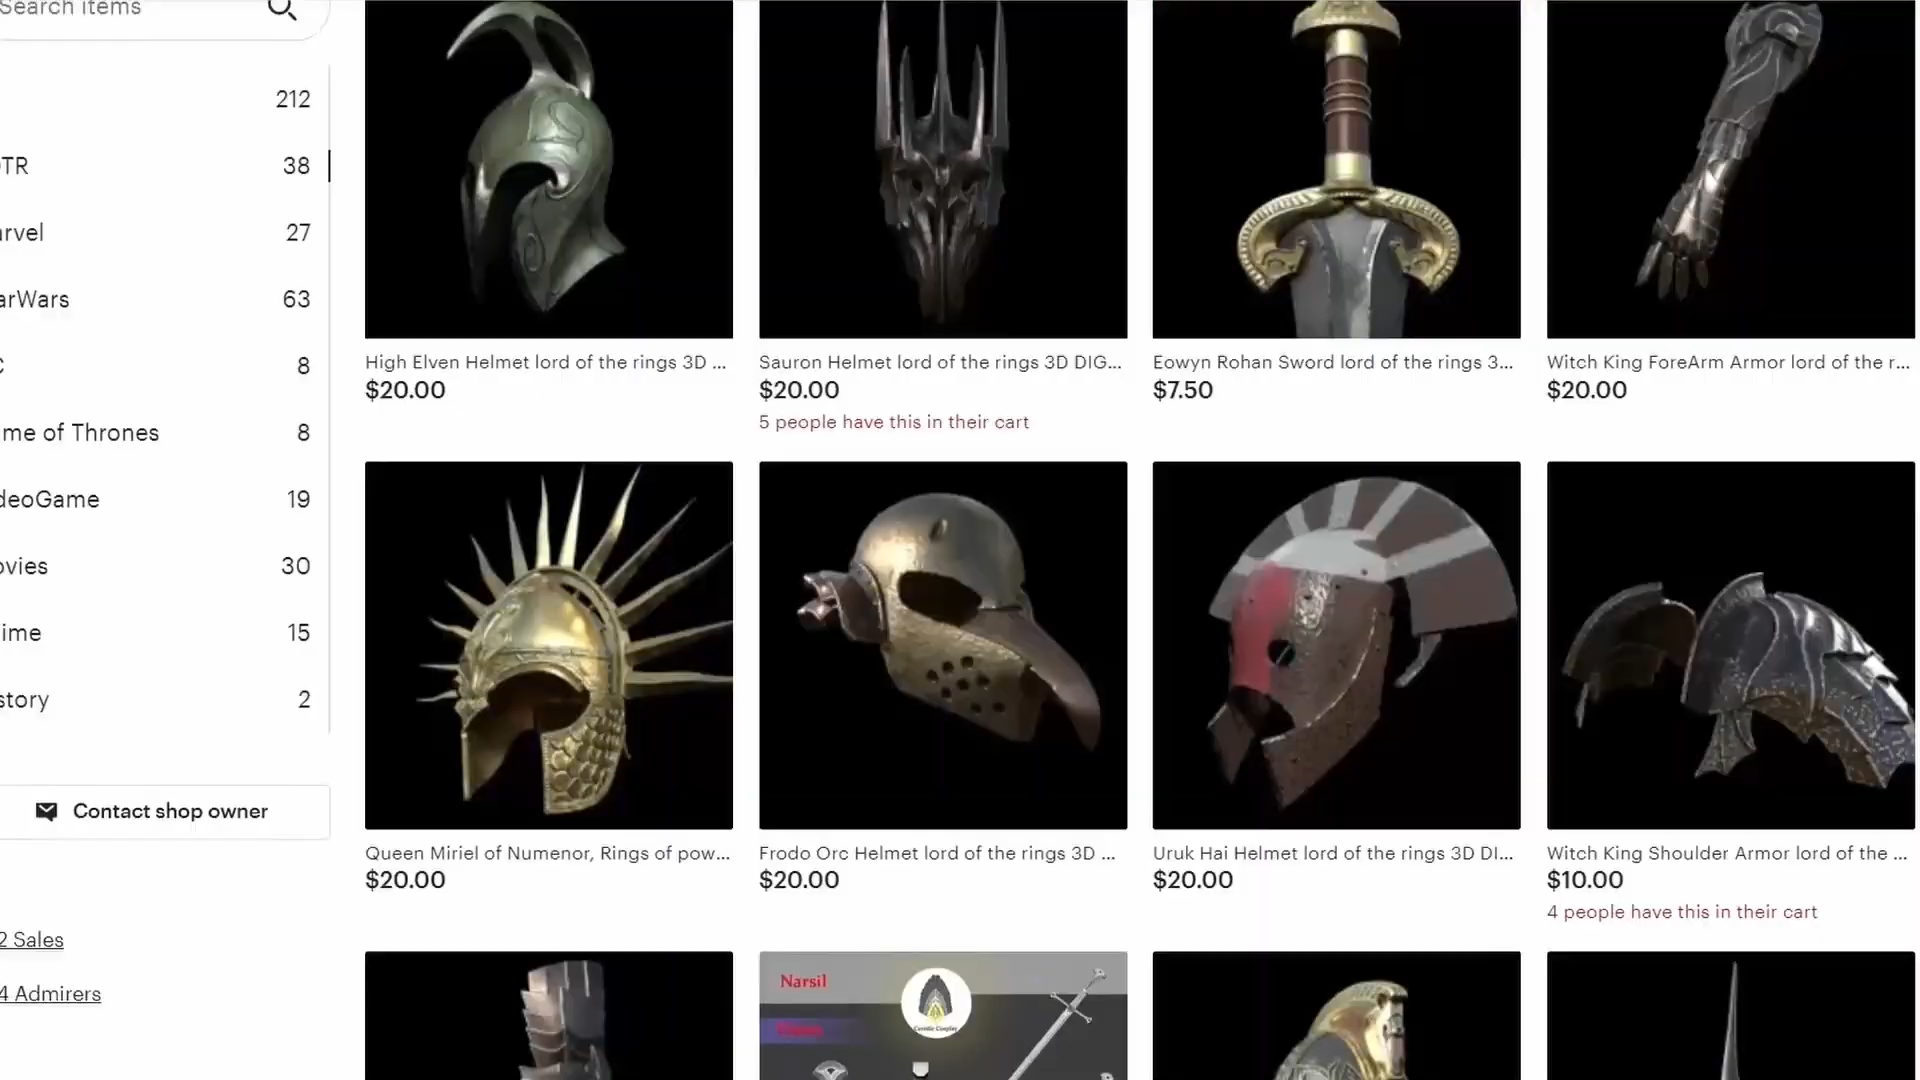 Search items
212
TR
38
rvel
27
arWars
63
8
me of Thrones
8
deoGame
19
ovies
30
ime
15
story
2
Contact shop owner
2 Sales
4 Admirers
High Elven Helmet lord of the rings 3D ...
$20.00
Sauron Helmet lord of the rings 3D DIG...
$20.00
5 people have this in their cart
Eowyn Rohan Sword lord of the rings 3...
$7.50
Witch King ForeArm Armor lord of the r...
$20.00
Queen Miriel of Numenor, Rings of pow...
$20.00
Frodo Orc Helmet lord of the rings 3D ...
$20.00
Uruk Hai Helmet lord of the rings 3D DI...
$20.00
Witch King Shoulder Armor lord of the ...
$10.00
4 people have this in their cart
Narsil